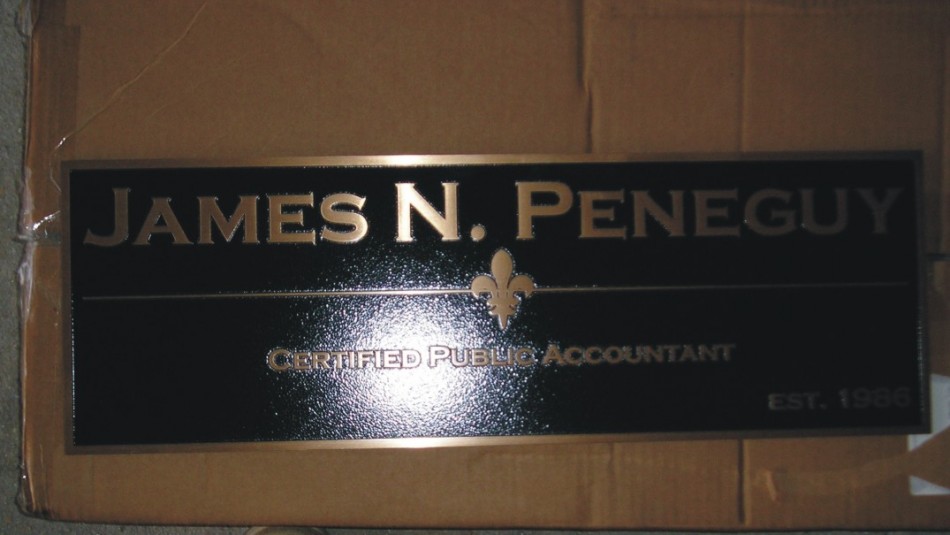 JAMES N. PENEGUY
CERTIFIED PUBLIC ACCOUNTANT
EST. 1986